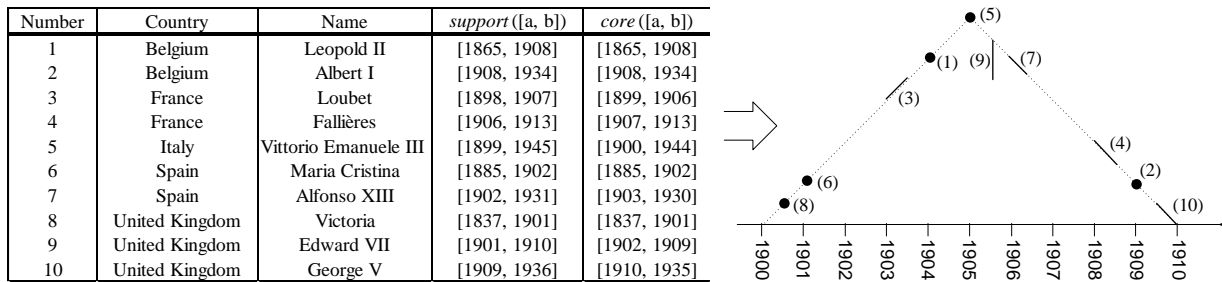 Number Country Name support([a, b]) core([a, b])
1 Belgium Leopold II [1865, 1908] [1865, 1908]
2 Belgium Albert I [1908, 1934] [1908, 1934]
3 France Loubet [1898, 1907] [1899, 1906]
4 France Fallières [1906, 1913] [1907, 1913]
5 Italy Vittorio Emanuele III [1899, 1945] [1900, 1944]
6 Spain Maria Cristina [1885, 1902] [1885, 1902]
7 Spain Alfonso XIII [1902, 1931] [1903, 1930]
8 United Kingdom Victoria [1837, 1901] [1837, 1901]
9 United Kingdom Edward VII [1901, 1910] [1902, 1909]
10 United Kingdom George V [1909, 1936] [1910, 1935]
(5)
(1) (9) (7)
(3)
(4)
(2)
(6)
(8) (10)
1900 1901 1902 1903 1904 1905 1906 1907 1908 1909 1910